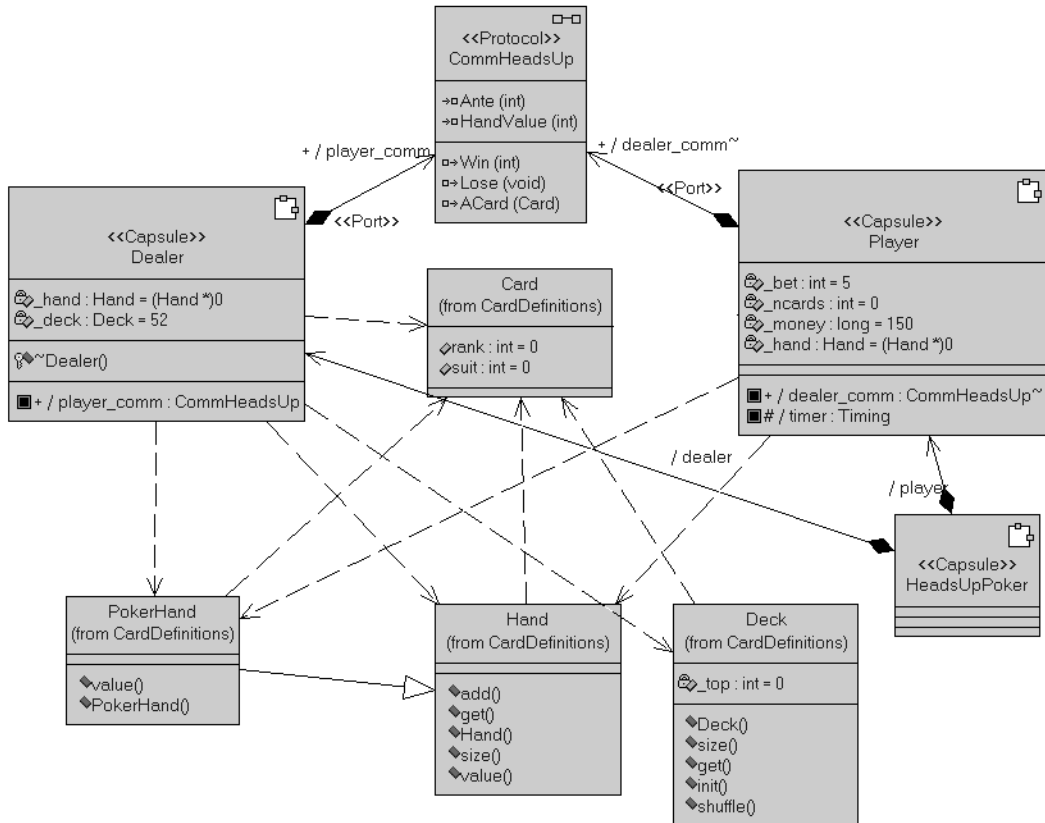 <<Protocol>>
CommHeadsUp
Ante (int)
HandValue (int)
Win (int)
Lose (void)
ACard (Card)
+ / player_comm
<<Port>>
+ / dealer_comm~
<<Port>>
<<Capsule>>
Dealer
_hand : Hand = (Hand *)0
_deck : Deck = 52
~Dealer()
+ / player_comm : CommHeadsUp
Card
(from CardDefinitions)
rank : int = 0
suit : int = 0
<<Capsule>>
Player
_bet : int = 5
_ncards : int = 0
_money : long = 150
_hand : Hand = (Hand *)0
+ / dealer_comm : CommHeadsUp~
# / timer : Timing
/ dealer
/ player
<<Capsule>>
HeadsUpPoker
PokerHand
(from CardDefinitions)
value()
PokerHand()
Hand
(from CardDefinitions)
add()
get()
Hand()
size()
value()
Deck
(from CardDefinitions)
_top : int = 0
Deck()
size()
get()
init()
shuffle()